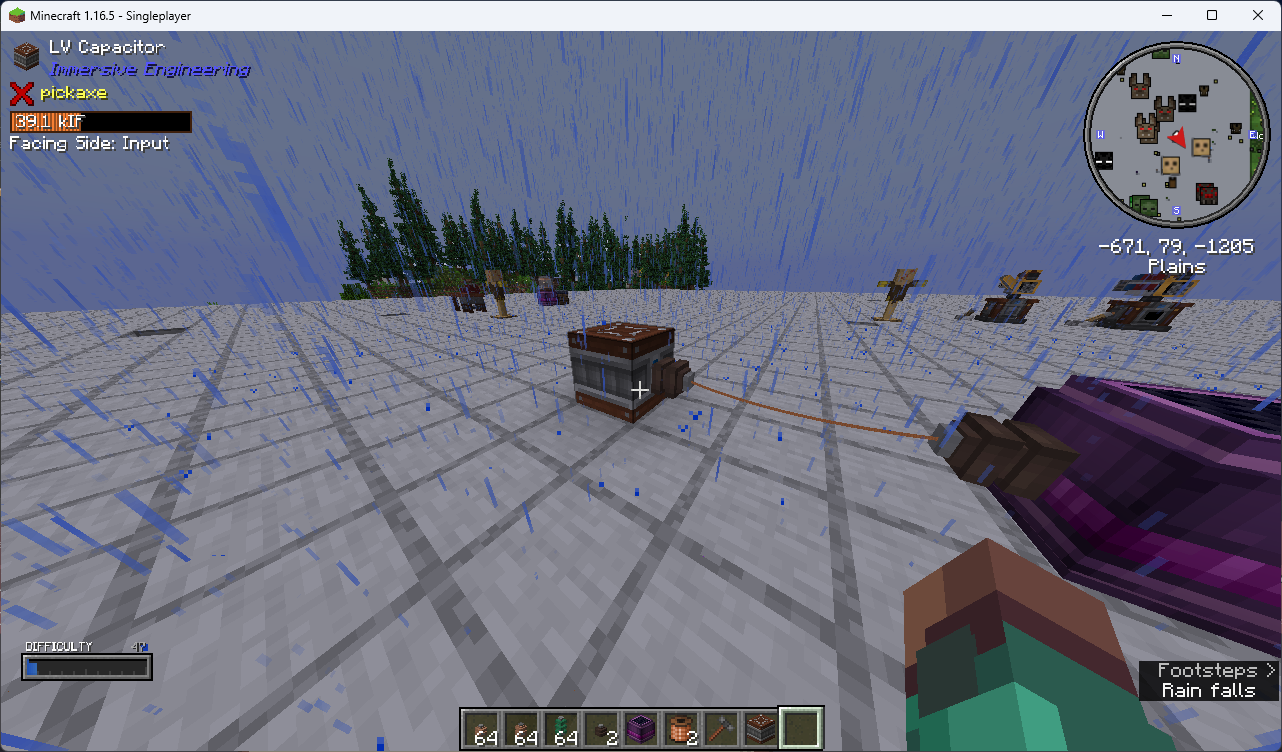 Minecraft 1.16.5 - Singleplayer
LV Capacitor
Immersive Engineering
pickaxe
39.1 kIF
Facing Side: Input
N
W
S
-671, 79, -1205
Plains
DIFFICULTY
Footsteps >
Rain falls
64
64
64
2
2